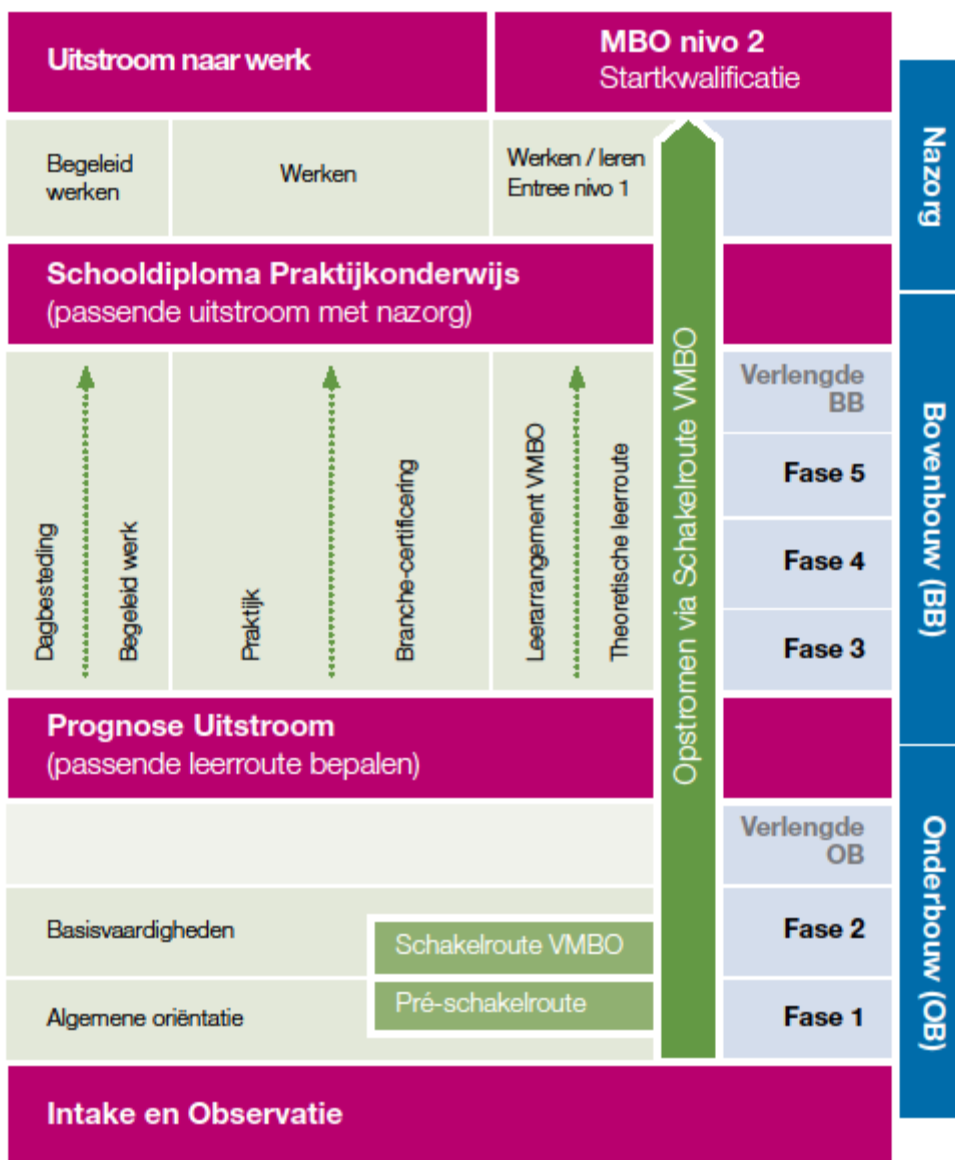 Uitstroom naar werk
MBO nivo 2
Startkwalificatie
Begeleid
werken
Werken
Werken / leren
Entree nivo 1
Nazorg
Schooldiploma Praktijkonderwijs
(passende uitstroom met nazorg)
Dagbesteding
Begeleid werk
Praktijk
Branche-certificering
Leerarrangement VMBO
Theoretische leerroute
Opstromen via Schakelroute VMBO
Verlengde
BB
Fase 5
Fase 4
Fase 3
Bovenbouw (BB)
Prognose Uitstroom
(passende leerroute bepalen)
Verlengde
OB
Basisvaardigheden
Schakelroute VMBO
Fase 2
Algemene oriëntatie
Pré-schakelroute
Fase 1
Onderbouw (OB)
Intake en Observatie